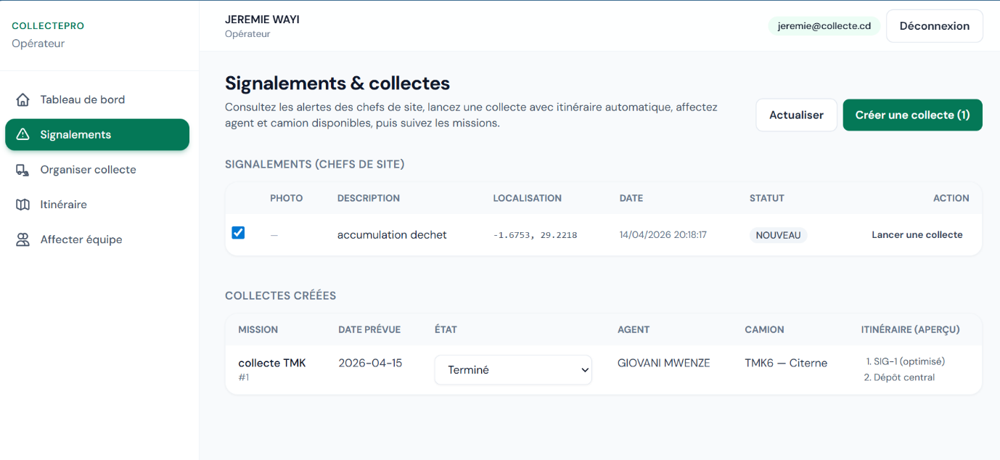 COLLECTEPRO
Opérateur
Tableau de bord
Signalements
Organiser collecte
Itinéraire
Affecter équipe
JEREMIE WAYI
Opérateur
jeremie@collecte.cd
Déconnexion
Signalements & collectes
Consultez les alertes des chefs de site, lancez une collecte avec itinéraire automatique, affectez
agent et camion disponibles, puis suivez les missions.
Actualiser
Créer une collecte (1)
SIGNALEMENTS (CHEFS DE SITE)
PHOTO DESCRIPTION LOCALISATION DATE STATUT ACTION
— accumulation dechet -1.6753, 29.2218 14/04/2026 20:18:17 NOUVEAU Lancer une collecte
COLLECTES CRÉÉES
MISSION DATE PRÉVUE ÉTAT AGENT CAMION ITINÉRAIRE (APERÇU)
collecte TMK 2026-04-15 Terminé GIOVANI MWENZE TMK6 — Citerne 1. SIG-1 (optimisé)
#1 2. Dépôt central